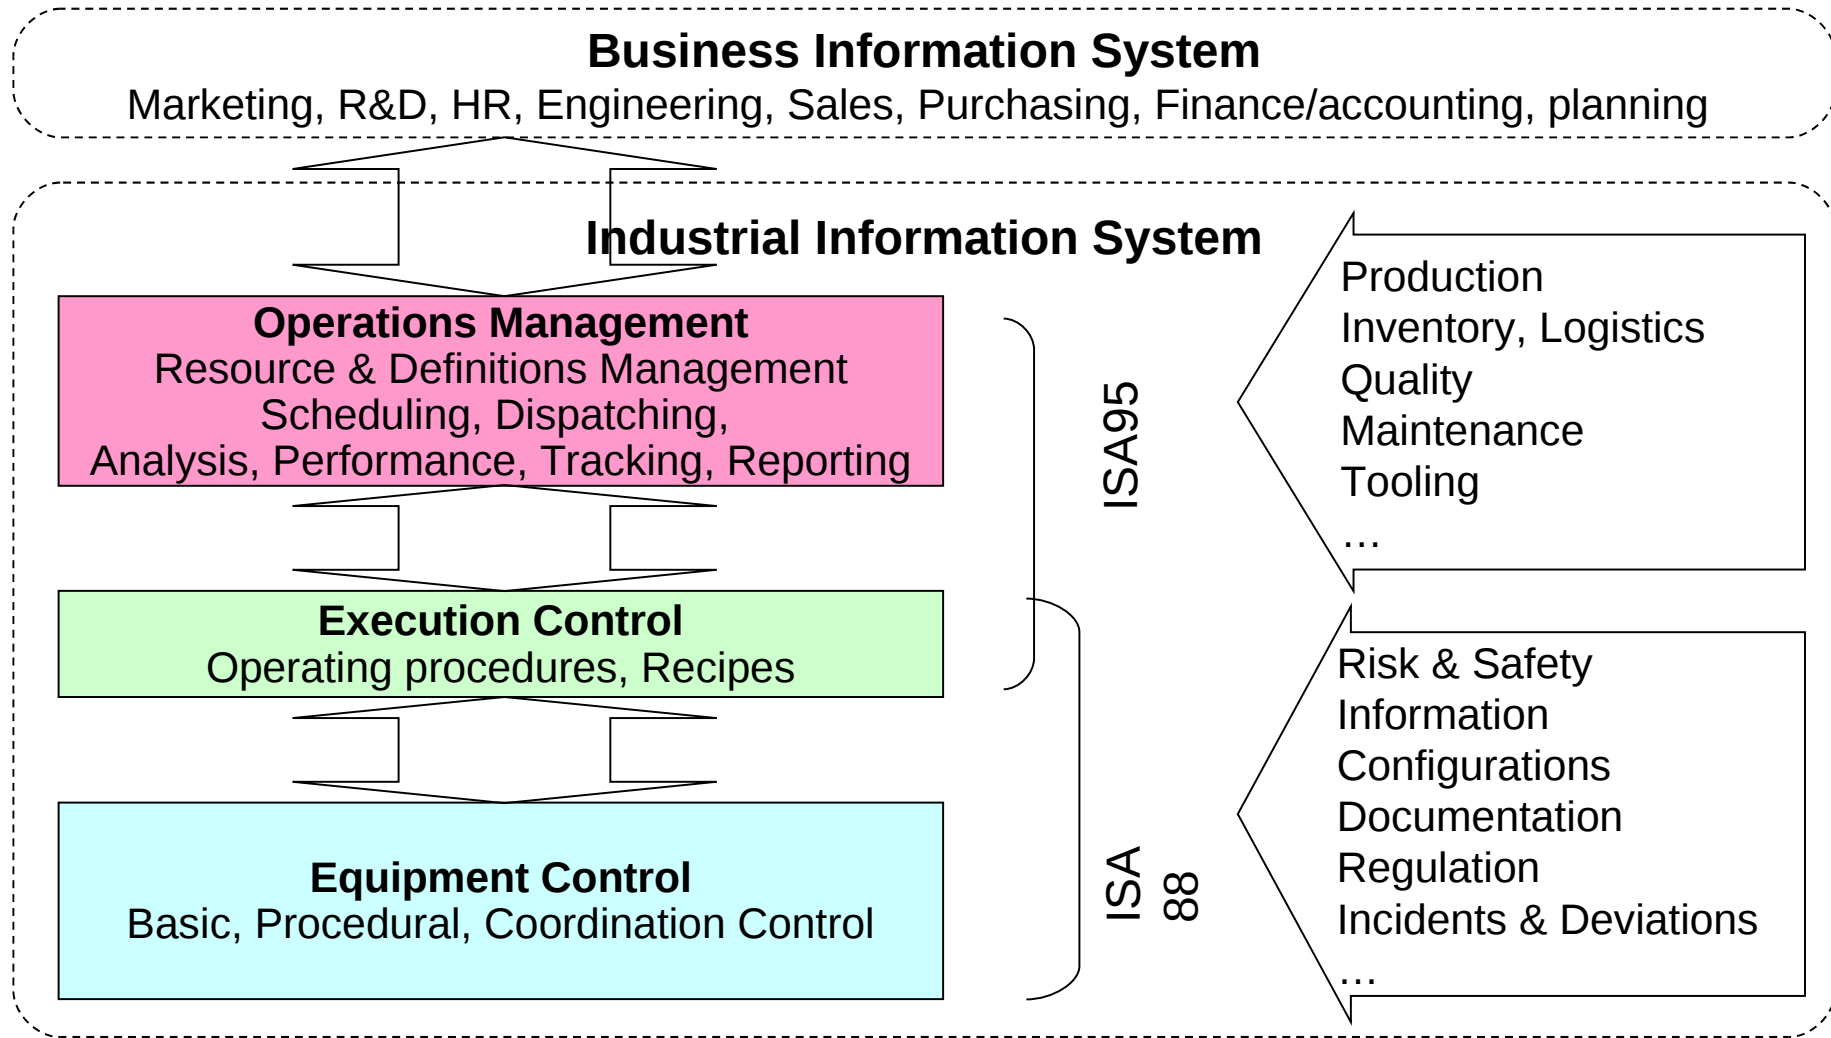 Business Information System
Marketing, R&D, HR, Engineering, Sales, Purchasing, Finance/accounting, planning
Industrial Information System
Operations Management
Resource & Definitions Management
Scheduling, Dispatching,
Analysis, Performance, Tracking, Reporting
Execution Control
Operating procedures, Recipes
Equipment Control
Basic, Procedural, Coordination Control
ISA95
ISA
88
Production
Inventory, Logistics
Quality
Maintenance
Tooling
…
Risk & Safety
Information
Configurations
Documentation
Regulation
Incidents & Deviations
…